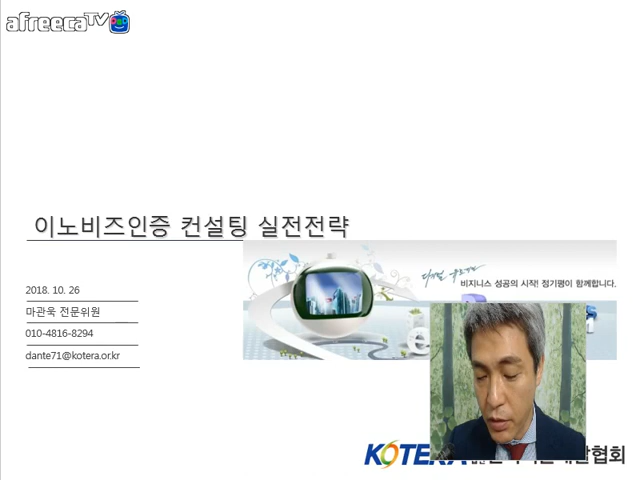 afreecaTV
이노비즈인증 컨설팅 실전전략
2018. 10. 26
마관욱 전문위원
010-4816-8294
dante71@kotera.or.kr
비지니스 성공의 시작! 정기평이 함께합니다.
e
KOTERA
협회